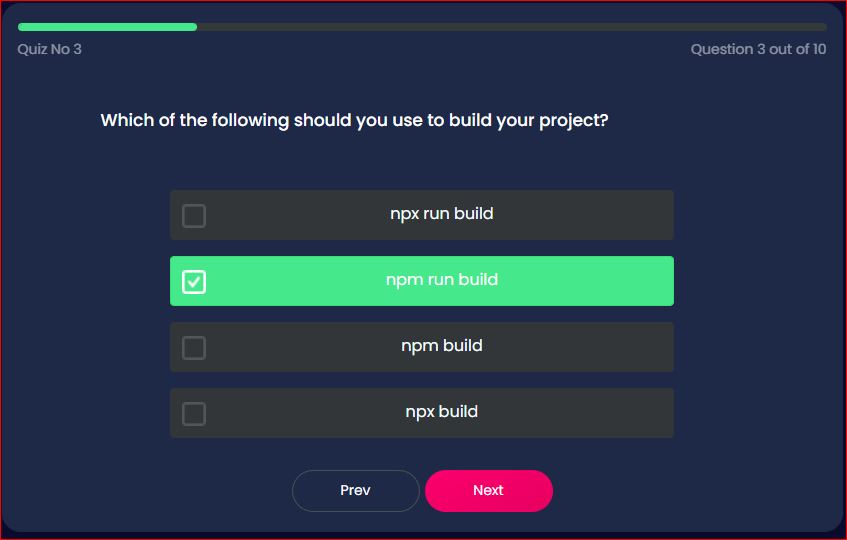 Quiz No 3
Question 3 out of 10
Which of the following should you use to build your project?
npx run build
npm run build
npm build
npx build
Prev
Next